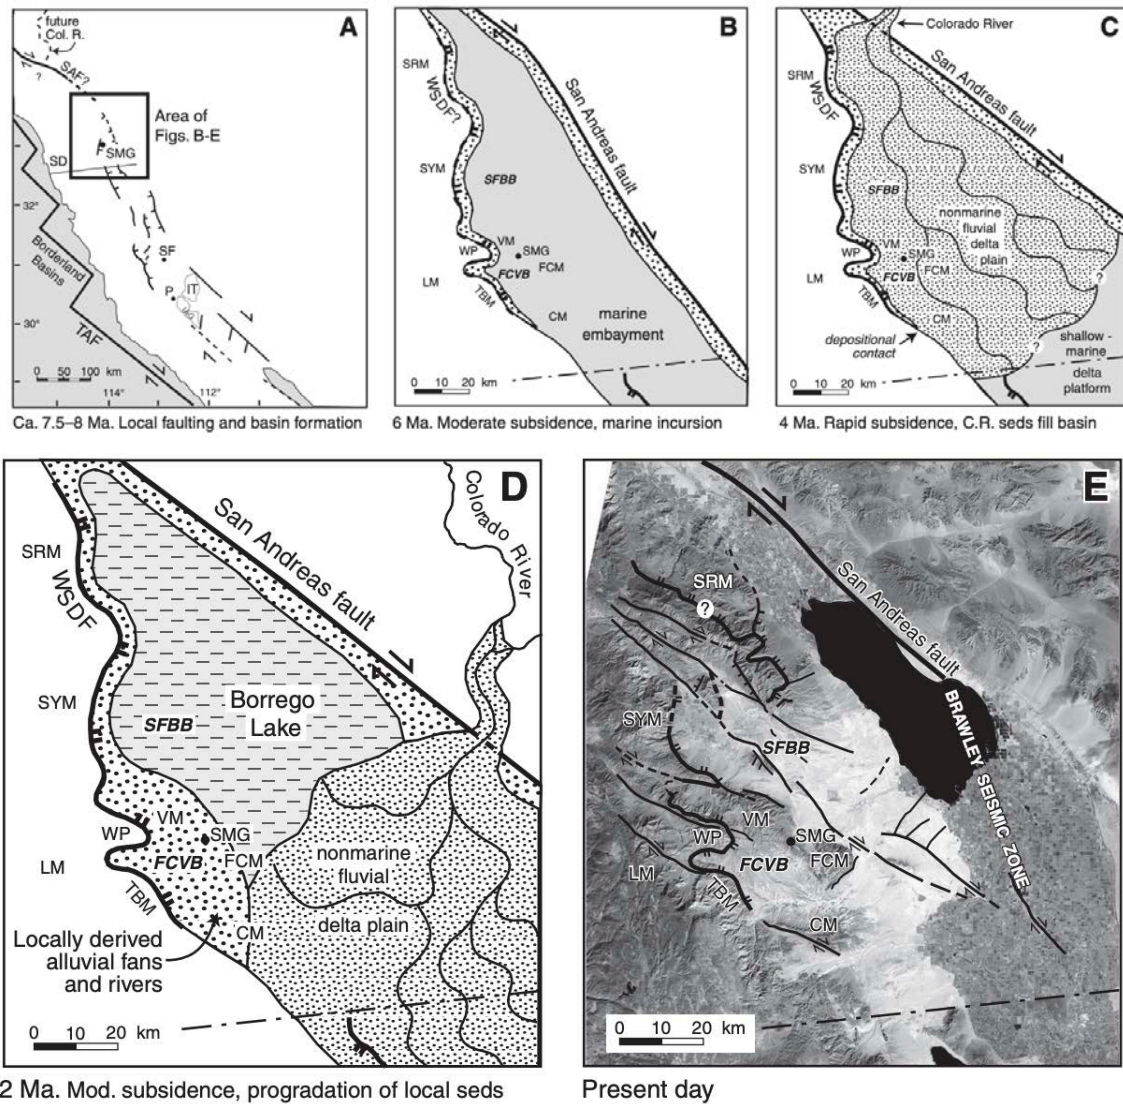 future
Col. R.
?
SAF?
A
Area of
Figs. B-E
SMG
SD
32°
SF
Borderland
Basins
P
IT
30°
TAF
0 50 100 km
114°
112°
Ca. 7.5–8 Ma. Local faulting and basin formation
B
SRM
WSDF?
San Andreas fault
SYM
SFBB
VM
WP
SMG
FCVB
FCM
LM
TBM
CM
marine
embayment
0 10 20 km
6 Ma. Moderate subsidence, marine incursion
Colorado River
C
SRM
WSDF
San Andreas fault
SYM
SFBB
nonmarine
fluvial
delta
plain
VM
WP
SMG
FCVB
FCM
LM
TBM
CM
?
?
depositional
contact
shallow-
marine
delta
platform
0 10 20 km
4 Ma. Rapid subsidence, C.R. seds fill basin
D
San Andreas fault
Colorado River
SRM
WSDF
SYM
SFBB
Borrego
Lake
VM
WP
SMG
FCVB
FCM
LM
TBM
CM
nonmarine
fluvial
delta plain
Locally derived
alluvial fans
and rivers
0 10 20 km
2 Ma. Mod. subsidence, progradation of local seds
E
SRM
?
San Andreas fault
SYM
SFBB
BRAWLEY SEISMIC ZONE
VM
WP
SMG
FCVB
FCM
LM
TBM
CM
0 10 20 km
Present day